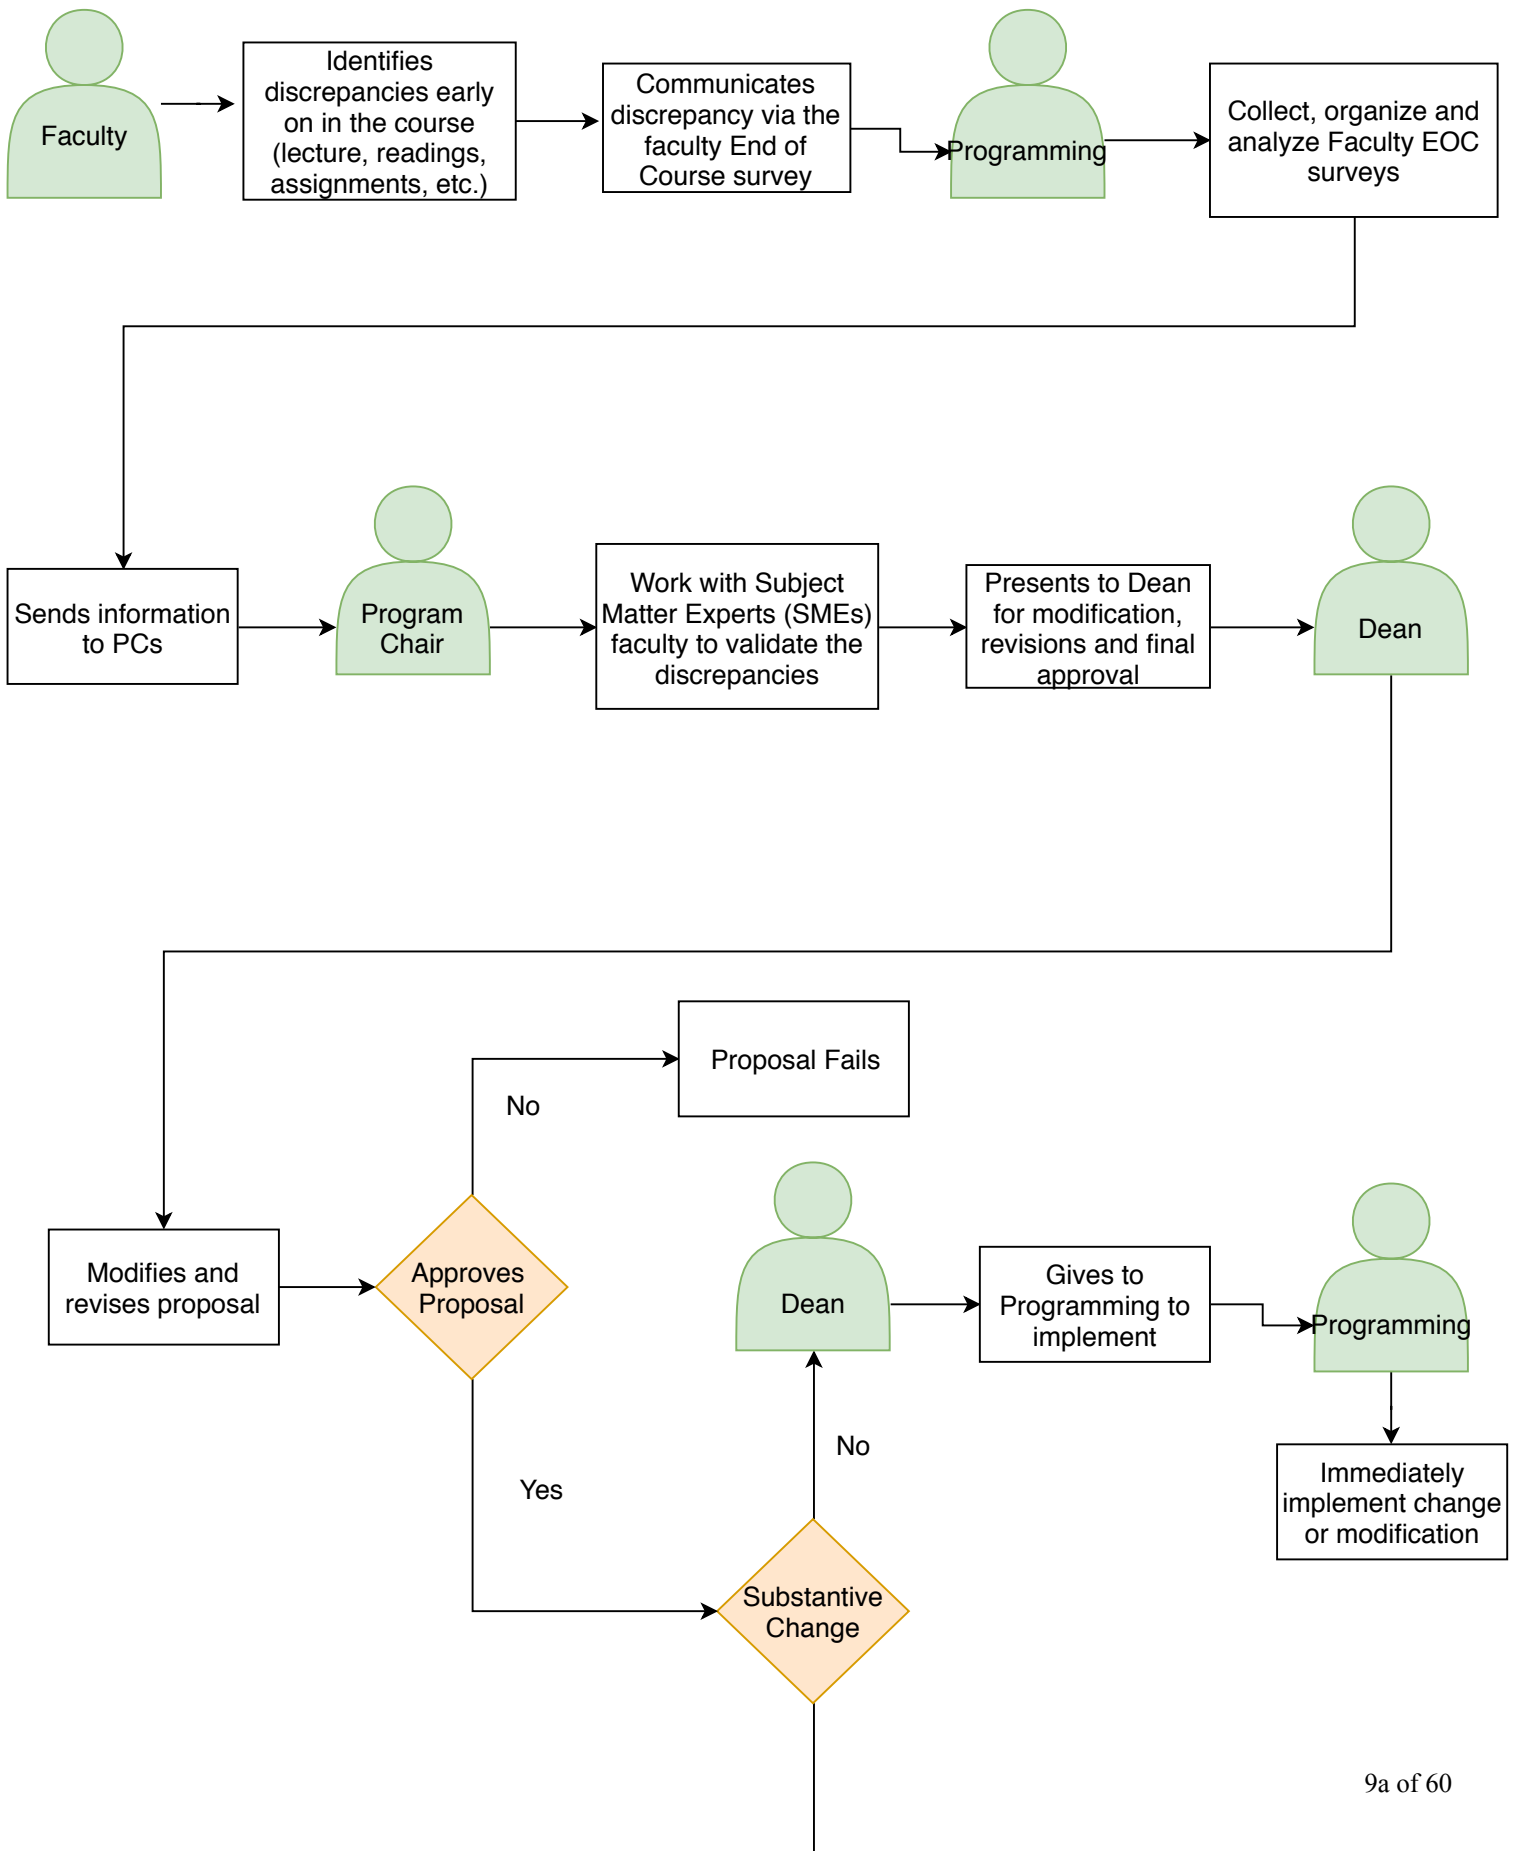 Faculty
Identifies
discrepancies early
on in the course
(lecture, readings,
assignments, etc.)
Communicates
discrepancy via the
faculty End of
Course survey
Programming
Collect, organize and
analyze Faculty EOC
surveys
Sends information
to PCs
Program
Chair
Work with Subject
Matter Experts (SMEs)
faculty to validate the
discrepancies
Presents to Dean
for modification,
revisions and final
approval
Dean
Proposal Fails
No
Modifies and
revises proposal
Approves
Proposal
Dean
Gives to
Programming to
implement
Programming
No
Yes
Immediately
implement change
or modification
Substantive
Change
9a of 60